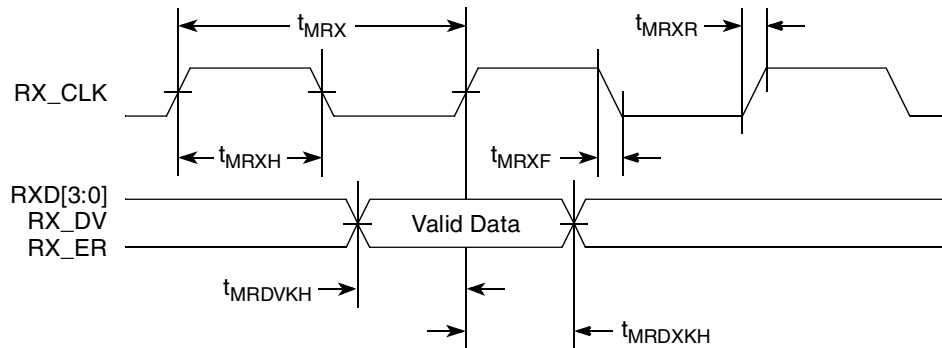 tMRX
tMRXR
RX_CLK
tMRXH
tMRXF
RXD[3:0]
RX_DV
Valid Data
RX_ER
tMRDVKH
tMRDXKH